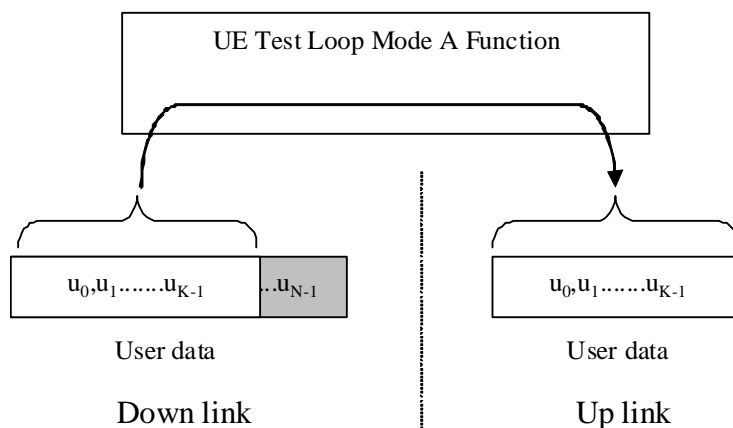 UE Test Loop Mode A Function
u0,u1.......uK-1 ...uN-1
u0,u1.......uK-1
User data
User data
Down link
Up link